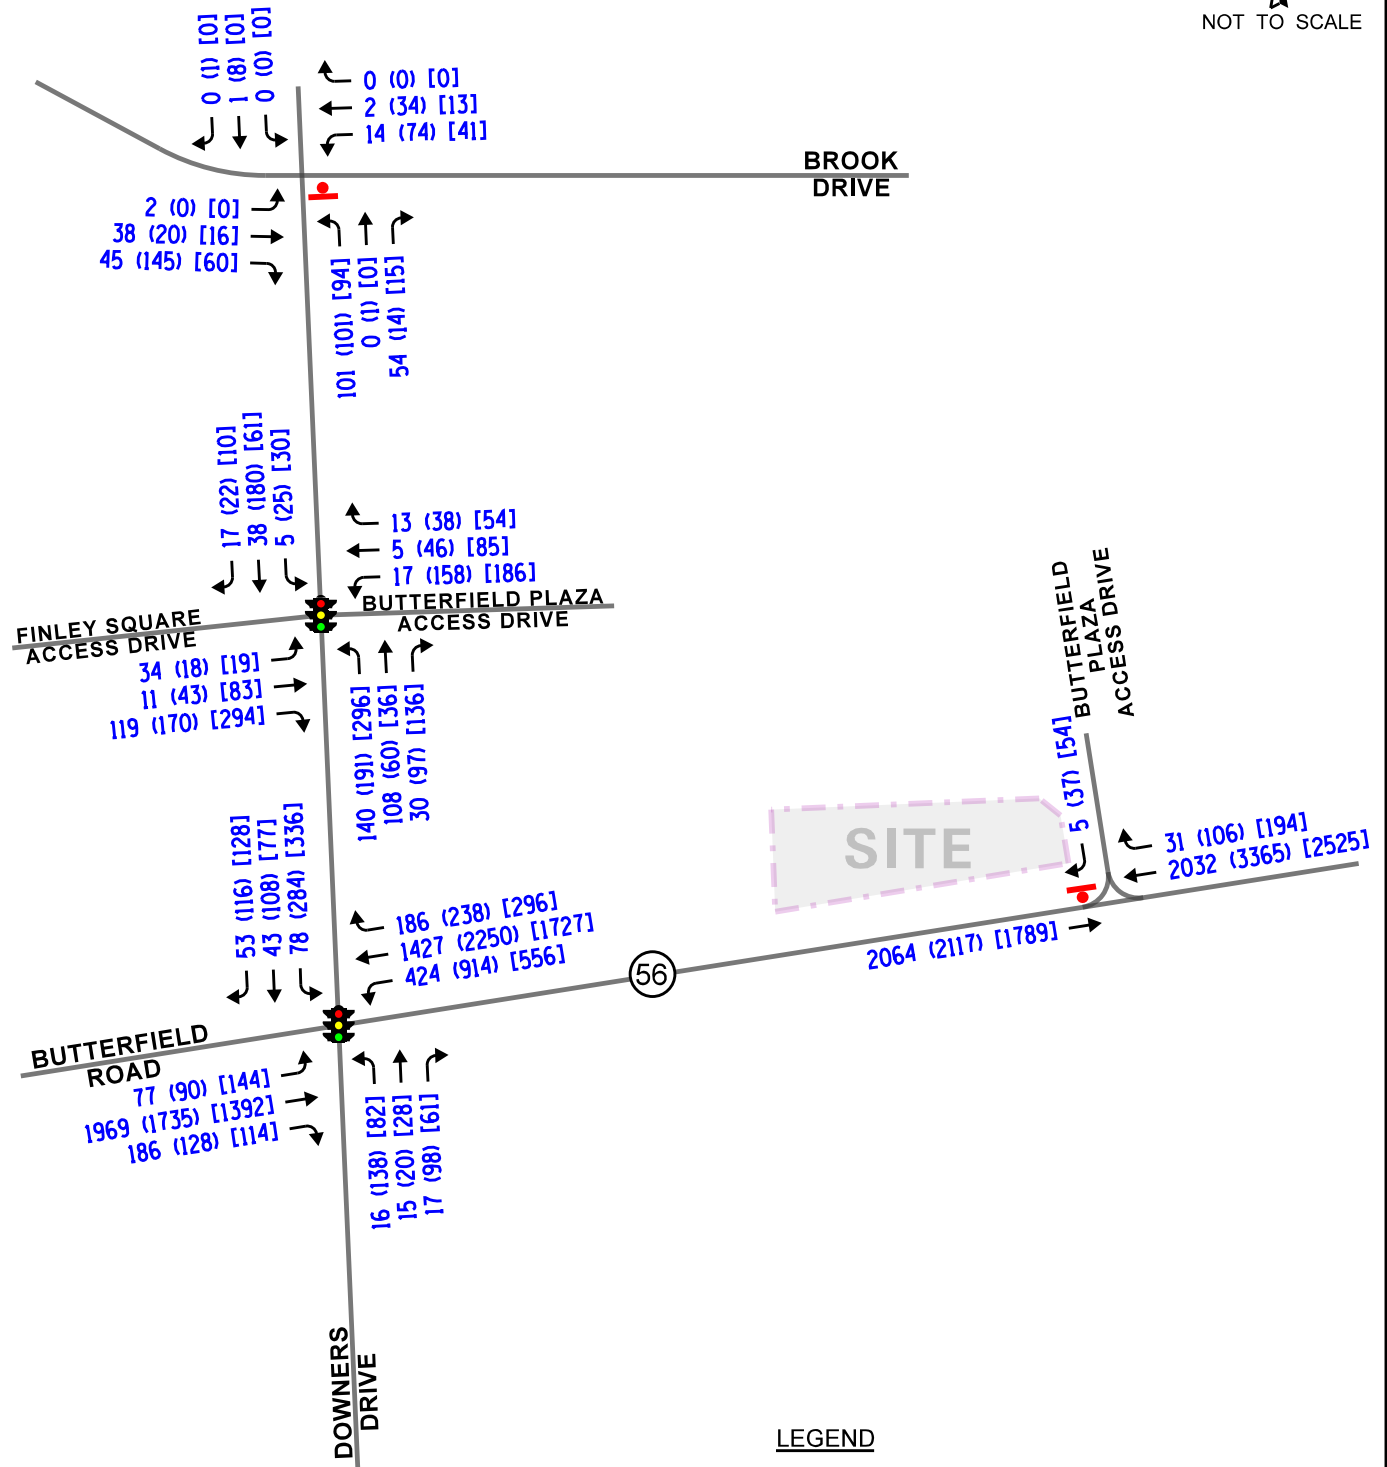 NOT TO SCALE
0 (1) [0]
1 (8) [0]
0 (0) [0]
0 (0) [0]
2 (34) [13]
14 (74) [41]
BROOK
DRIVE
2 (0) [0]
38 (20) [16]
45 (145) [60]
101 (101) [94]
0 (1) [0]
54 (14) [15]
17 (22) [10]
38 (180) [61]
5 (25) [30]
13 (38) [54]
5 (46) [85]
17 (158) [186]
BUTTERFIELD PLAZA
ACCESS DRIVE
FINLEY SQUARE
ACCESS DRIVE
34 (18) [19]
11 (43) [83]
119 (170) [294]
140 (191) [296]
108 (60) [36]
30 (97) [136]
BUTTERFIELD
PLAZA
ACCESS DRIVE
5 (37) [54]
31 (106) [194]
2032 (3365) [2525]
SITE
2064 (2117) [1789]
53 (116) [128]
43 (108) [77]
78 (284) [336]
186 (238) [296]
1427 (2250) [1727]
424 (914) [556]
56
BUTTERFIELD
ROAD
77 (90) [144]
1969 (1735) [1392]
186 (128) [114]
16 (138) [82]
15 (20) [28]
17 (98) [61]
DOWNERS
DRIVE
LEGEND